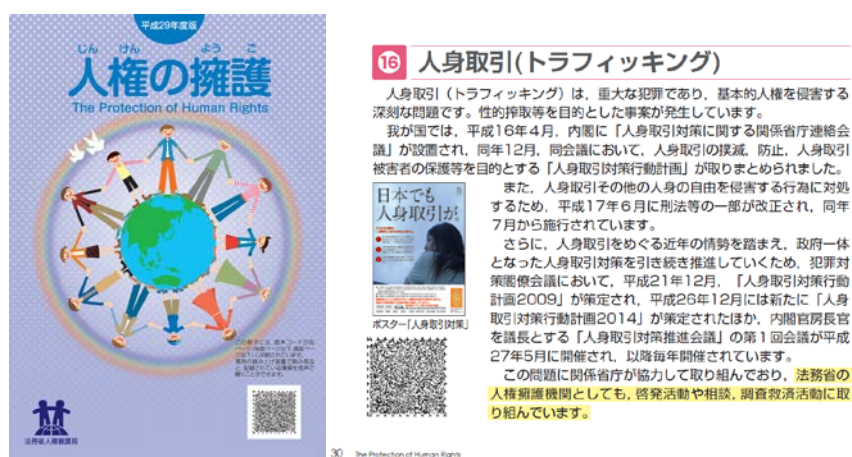 平成29年度版
じん けん よう ご
人権の擁護
The Protection of Human Rights
法務省人権擁護局
16 人身取引(トラフィッキング)
人身取引(トラフィッキング)は,重大な犯罪であり,基本的人権を侵害する
深刻な問題です。性的搾取等を目的とした事案が発生しています。
我が国では,平成16年4月,内閣に「人身取引対策に関する関係省庁連絡会
議」が設置され,同年12月,同会議において,人身取引の撲滅,防止,人身取引
被害者の保護等を目的とする「人身取引対策行動計画」が取りまとめられました。
また,人身取引その他の人身の自由を侵害する行為に対処
するため,平成17年6月に刑法等の一部が改正され,同年
7月から施行されています。
さらに,人身取引をめぐる近年の情勢を踏まえ,政府一体
となった人身取引対策を引き続き推進していくため,犯罪対
策閣僚会議において,平成21年12月,「人身取引対策行動
計画2009」が策定され,平成26年12月には新たに「人身
取引対策行動計画2014」が策定されたほか,内閣官房長官
を議長とする「人身取引対策推進会議」の第1回会議が平成
27年5月に開催され,以降毎年開催されています。
この問題に関係省庁が協力して取り組んでおり,法務省の
人権擁護機関としても,啓発活動や相談,調査救済活動に取
り組んでいます。
日本でも
人身取引が。
ポスター「人身取引対策」
30 The Protection of Human Rights